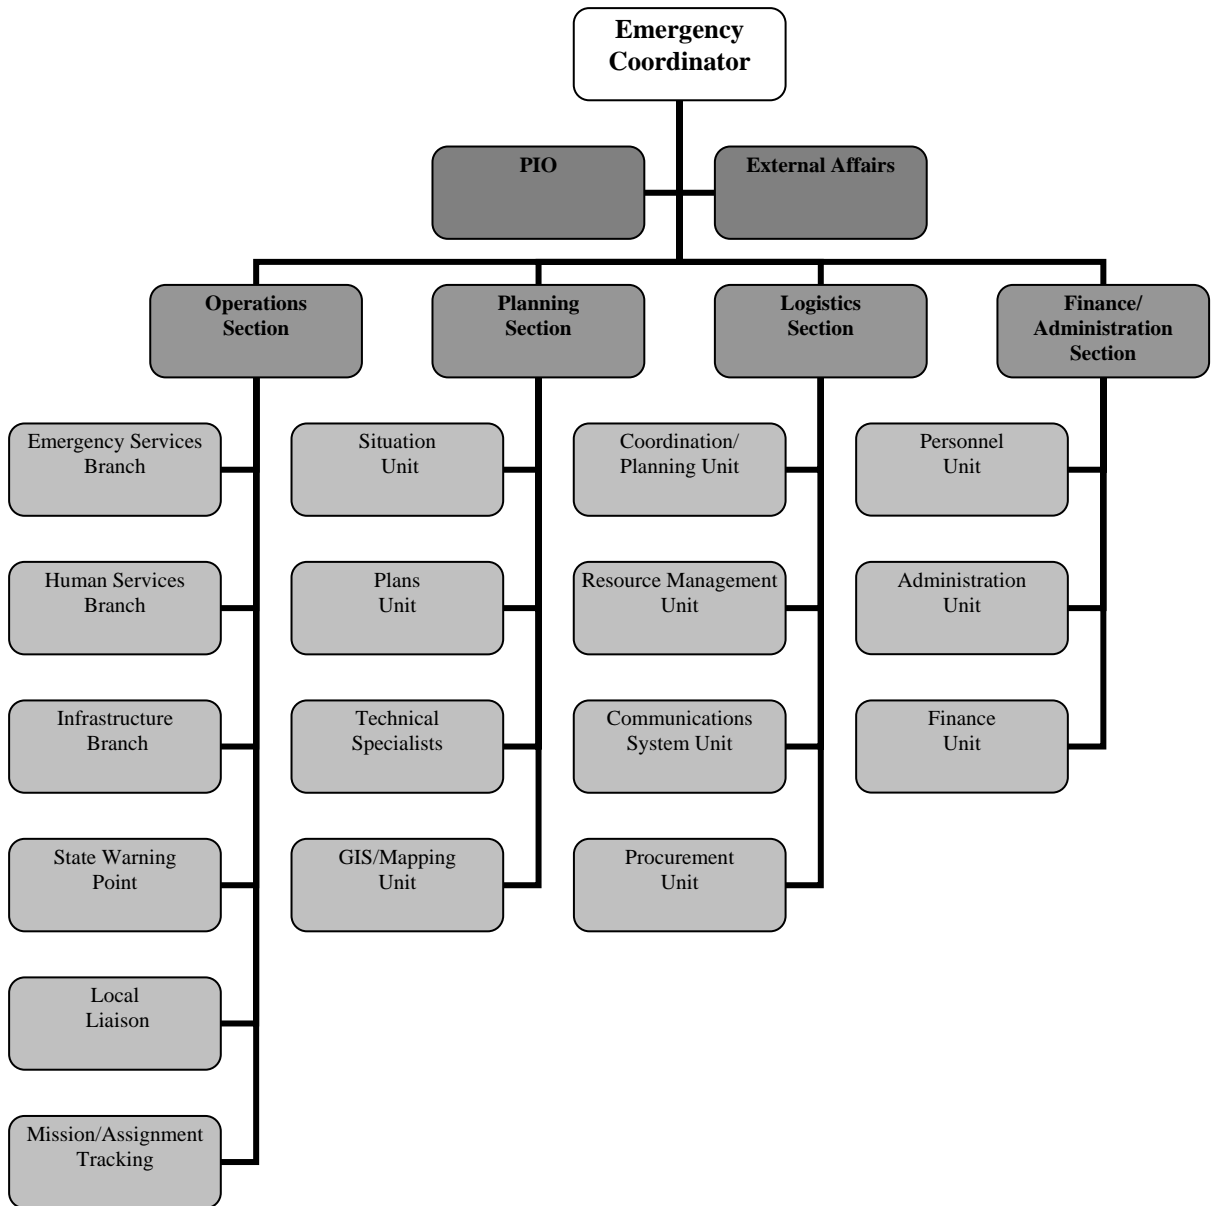 Emergency
Coordinator
PIO
External Affairs
Operations
Section
Planning
Section
Logistics
Section
Finance/
Administration
Section
Emergency Services
Branch
Situation
Unit
Coordination/
Planning Unit
Personnel
Unit
Human Services
Branch
Plans
Unit
Resource Management
Unit
Administration
Unit
Infrastructure
Branch
Technical
Specialists
Communications
System Unit
Finance
Unit
State Warning
Point
GIS/Mapping
Unit
Procurement
Unit
Local
Liaison
Mission/Assignment
Tracking